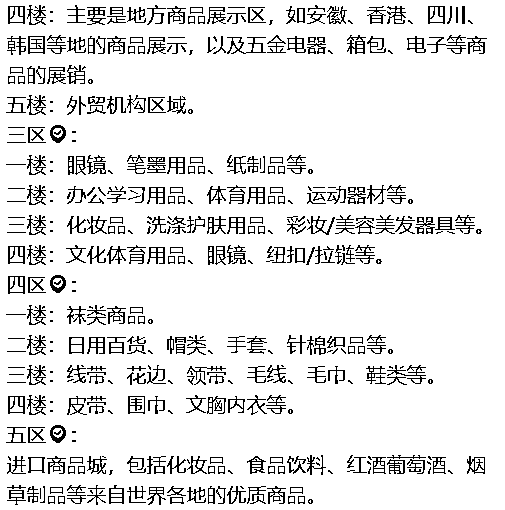 四楼：主要是地方商品展示区，如安徽、香港、四川、
韩国等地的商品展示，以及五金电器、箱包、电子等商
品的展销。
五楼：外贸机构区域。
三区：
一楼：眼镜、笔墨用品、纸制品等。
二楼：办公学习用品、体育用品、运动器材等。
三楼：化妆品、洗涤护肤用品、彩妆/美容美发器具等。
四楼：文化体育用品、眼镜、纽扣/拉链等。
四区：
一楼：袜类商品。
二楼：日用百货、帽类、手套、针棉织品等。
三楼：线带、花边、领带、毛线、毛巾、鞋类等。
四楼：皮带、围巾、文胸内衣等。
五区：
进口商品城，包括化妆品、食品饮料、红酒葡萄酒、烟
草制品等来自世界各地的优质商品。